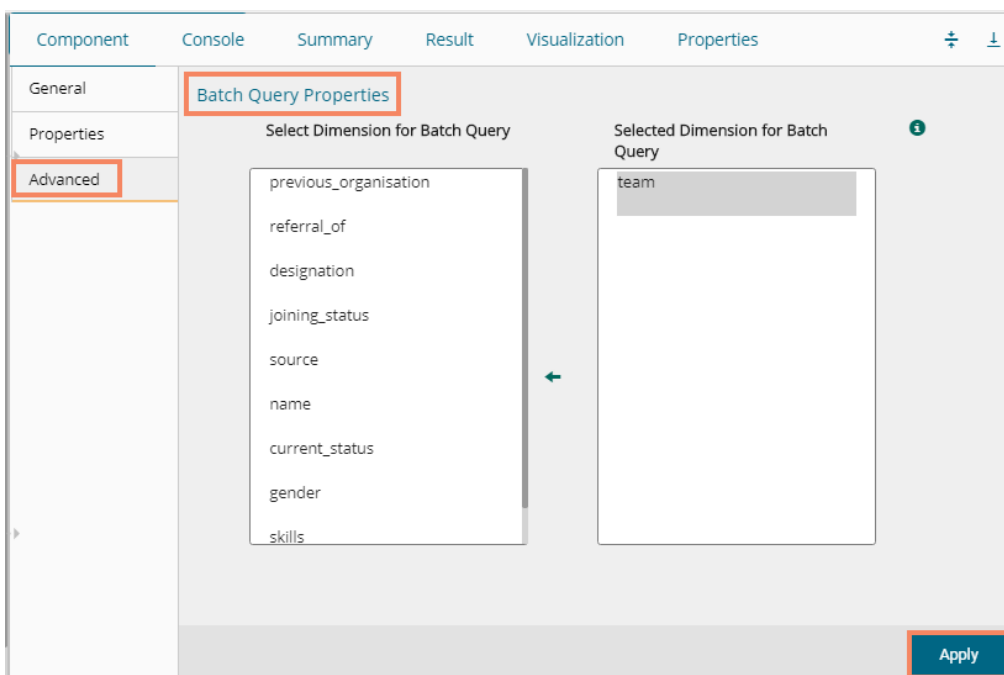 Component Console Summary Result Visualization Properties
General
Properties
Advanced
Batch Query Properties
Select Dimension for Batch Query
previous_organisation
referral_of
designation
joining_status
source
name
current_status
gender
skills
Selected Dimension for Batch
Query
team
Apply